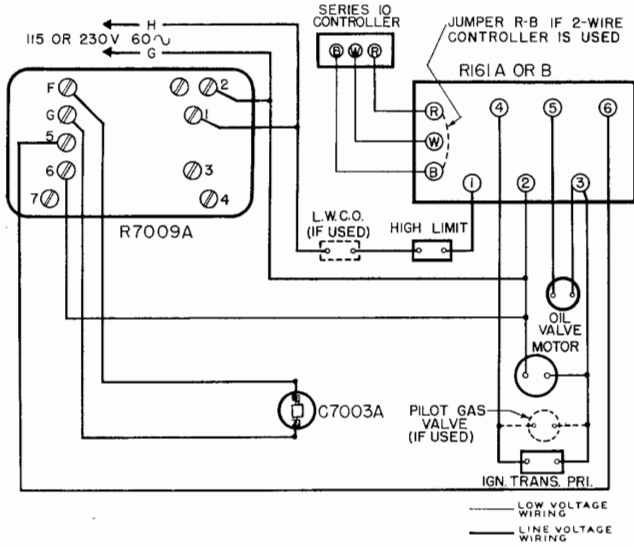 SERIES 10
CONTROLLER
B W R
H
115 OR 230V 60~
G
JUMPER R-B IF 2-WIRE
CONTROLLER IS USED
R161A OR B
F
G
5
6
7
2
1
3
4
R7009A
R
W
B
4 5 6
1 2 3
L.W.C.O.
(IF USED)
HIGH LIMIT
OIL
VALVE
MOTOR
C7003A
PILOT GAS
VALVE
(IF USED)
IGN. TRANS. PRI.
LOW VOLTAGE
WIRING
LINE VOLTAGE
WIRING